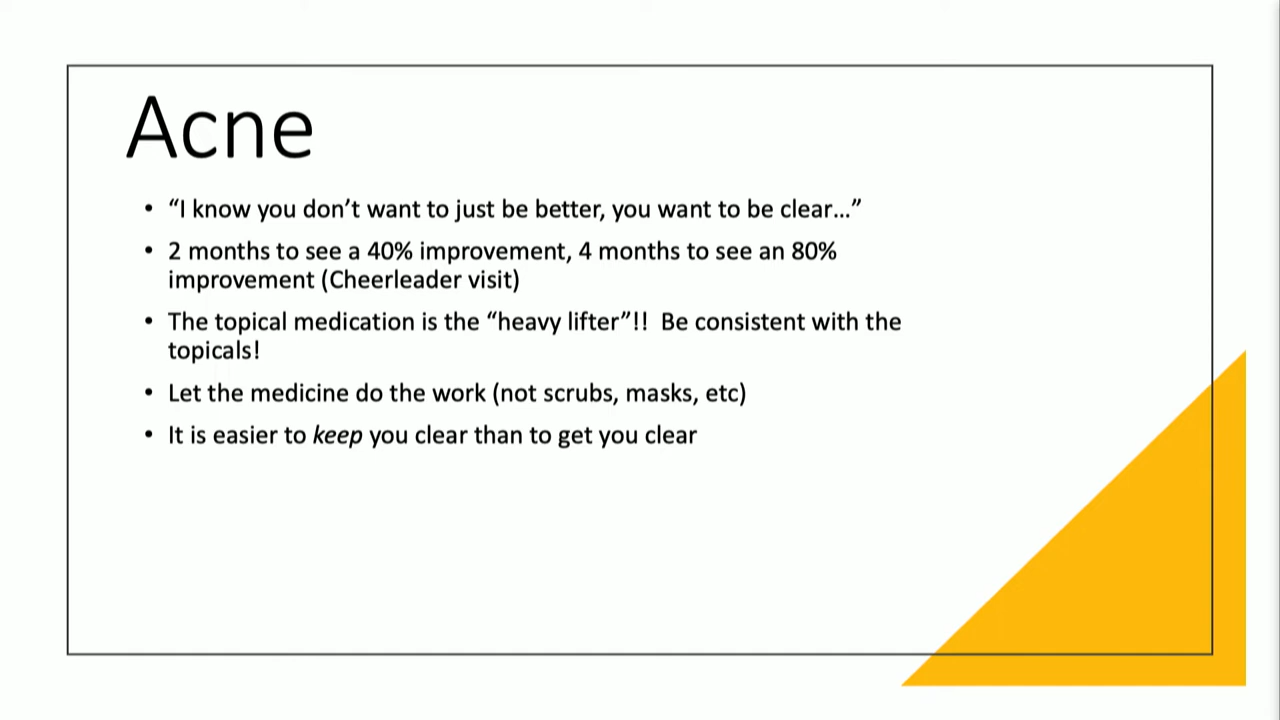 Acne
• “I know you don’t want to just be better, you want to be clear…”
• 2 months to see a 40% improvement, 4 months to see an 80%
improvement (Cheerleader visit)
• The topical medication is the “heavy lifter”!!  Be consistent with the
topicals!
• Let the medicine do the work (not scrubs, masks, etc)
• It is easier to keep you clear than to get you clear